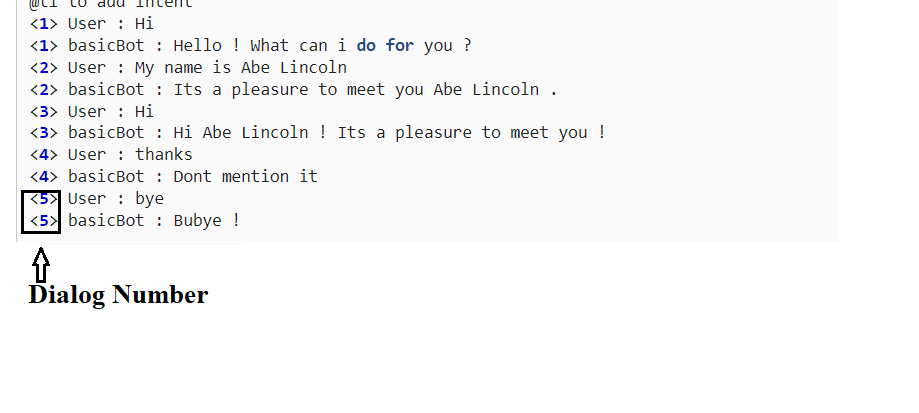 @ti to add intent
<1> User : Hi
<1> basicBot : Hello ! What can i do for you ?
<2> User : My name is Abe Lincoln
<2> basicBot : Its a pleasure to meet you Abe Lincoln .
<3> User : Hi
<3> basicBot : Hi Abe Lincoln ! Its a pleasure to meet you !
<4> User : thanks
<4> basicBot : Dont mention it
<5> User : bye
<5> basicBot : Bubye !
Dialog Number